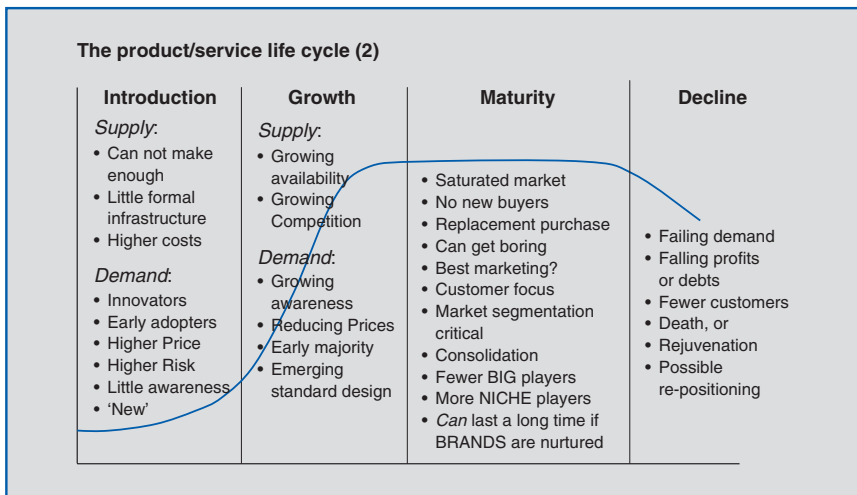 The product/service life cycle (2)
Introduction
Supply:
• Can not make
enough
• Little formal
infrastructure
• Higher costs
Demand:
• Innovators
• Early adopters
• Higher Price
• Higher Risk
• Little awareness
• ‘New’
Growth
Supply:
• Growing
availability
• Growing
Competition
Demand:
• Growing
awareness
• Reducing Prices
• Early majority
• Emerging
standard design
Maturity
• Saturated market
• No new buyers
• Replacement purchase
• Can get boring
• Best marketing?
• Customer focus
• Market segmentation
critical
• Consolidation
• Fewer BIG players
• More NICHE players
• Can last a long time if
BRANDS are nurtured
Decline
• Failing demand
• Falling profits
or debts
• Fewer customers
• Death, or
• Rejuvenation
• Possible
re-positioning